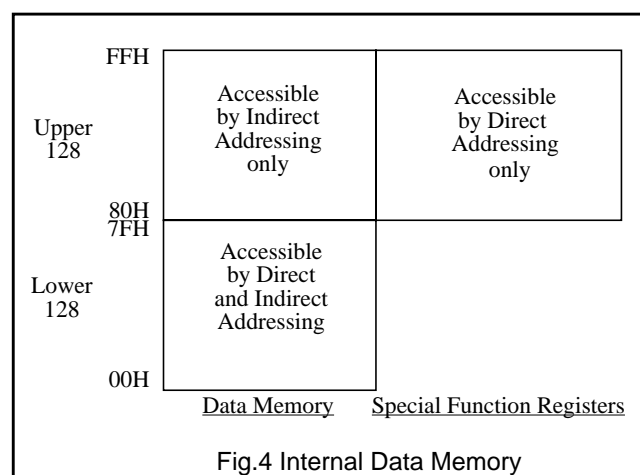 FFH
Upper
128
Accessible
by Indirect
Addressing
only
Accessible
by Direct
Addressing
only
80H
7FH
Lower
128
Accessible
by Direct
and Indirect
Addressing
00H
Data Memory
Special Function Registers
Fig.4 Internal Data Memory